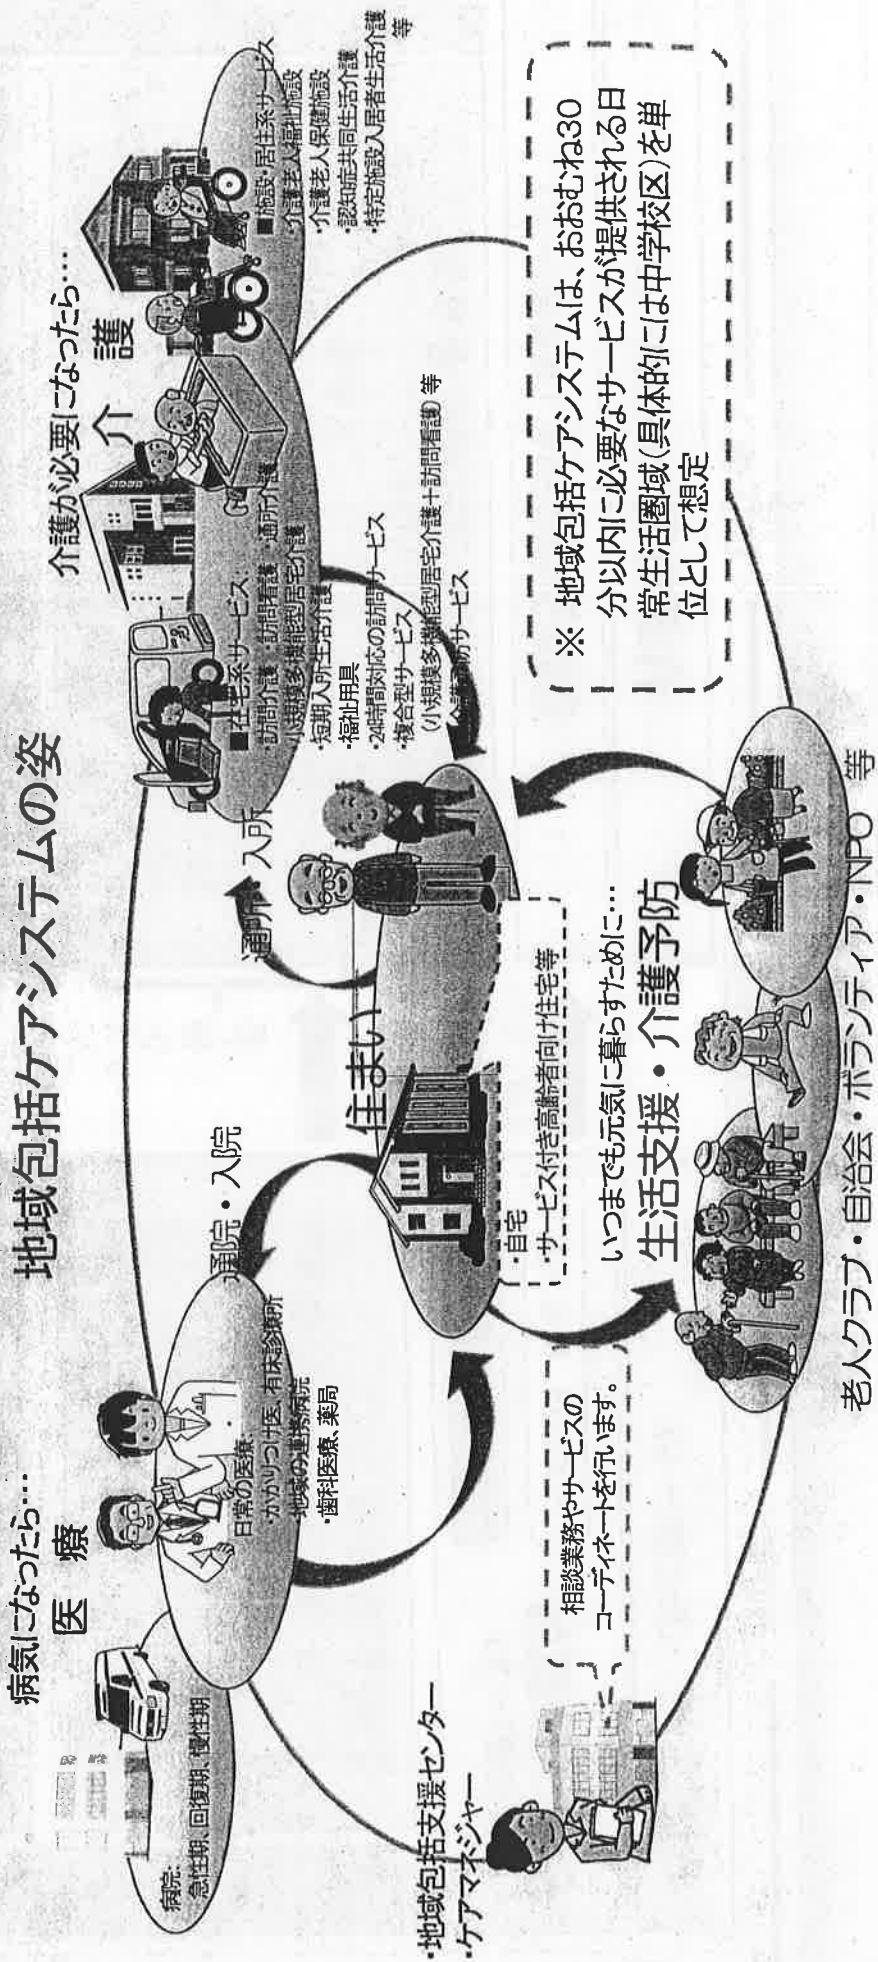 地域包括ケアシステムの姿
病気になったら…
医 療
病院:
急性期、回復期、慢性期
日常の医療:
・かかりつけ医、有床診療所
・地域の連携病院
・歯科医療、薬局
通院・入院
通所・入所
介護が必要になったら…
介 護
■在宅系サービス:
・訪問介護 ・訪問看護 ・通所介護
・小規模多機能型居宅介護
・短期入所生活介護
・福祉用具
・24時間対応の訪問サービス
・複合型サービス
(小規模多機能型居宅介護+訪問看護)等
■施設・居住系サービス
・介護老人福祉施設
・介護老人保健施設
・認知症共同生活介護
・特定施設入居者生活介護
等
住まい
・自宅
・サービス付き高齢者向け住宅等
・地域包括支援センター
・ケアマネジャー
相談業務やサービスの
コーディネートを行います。
いつまでも元気に暮らすために…
生活支援・介護予防
老人クラブ・自治会・ボランティア・NPO 等
※ 地域包括ケアシステムは、おおむね30
分以内に必要なサービスが提供される日
常生活圏域(具体的には中学校区)を単
位として想定